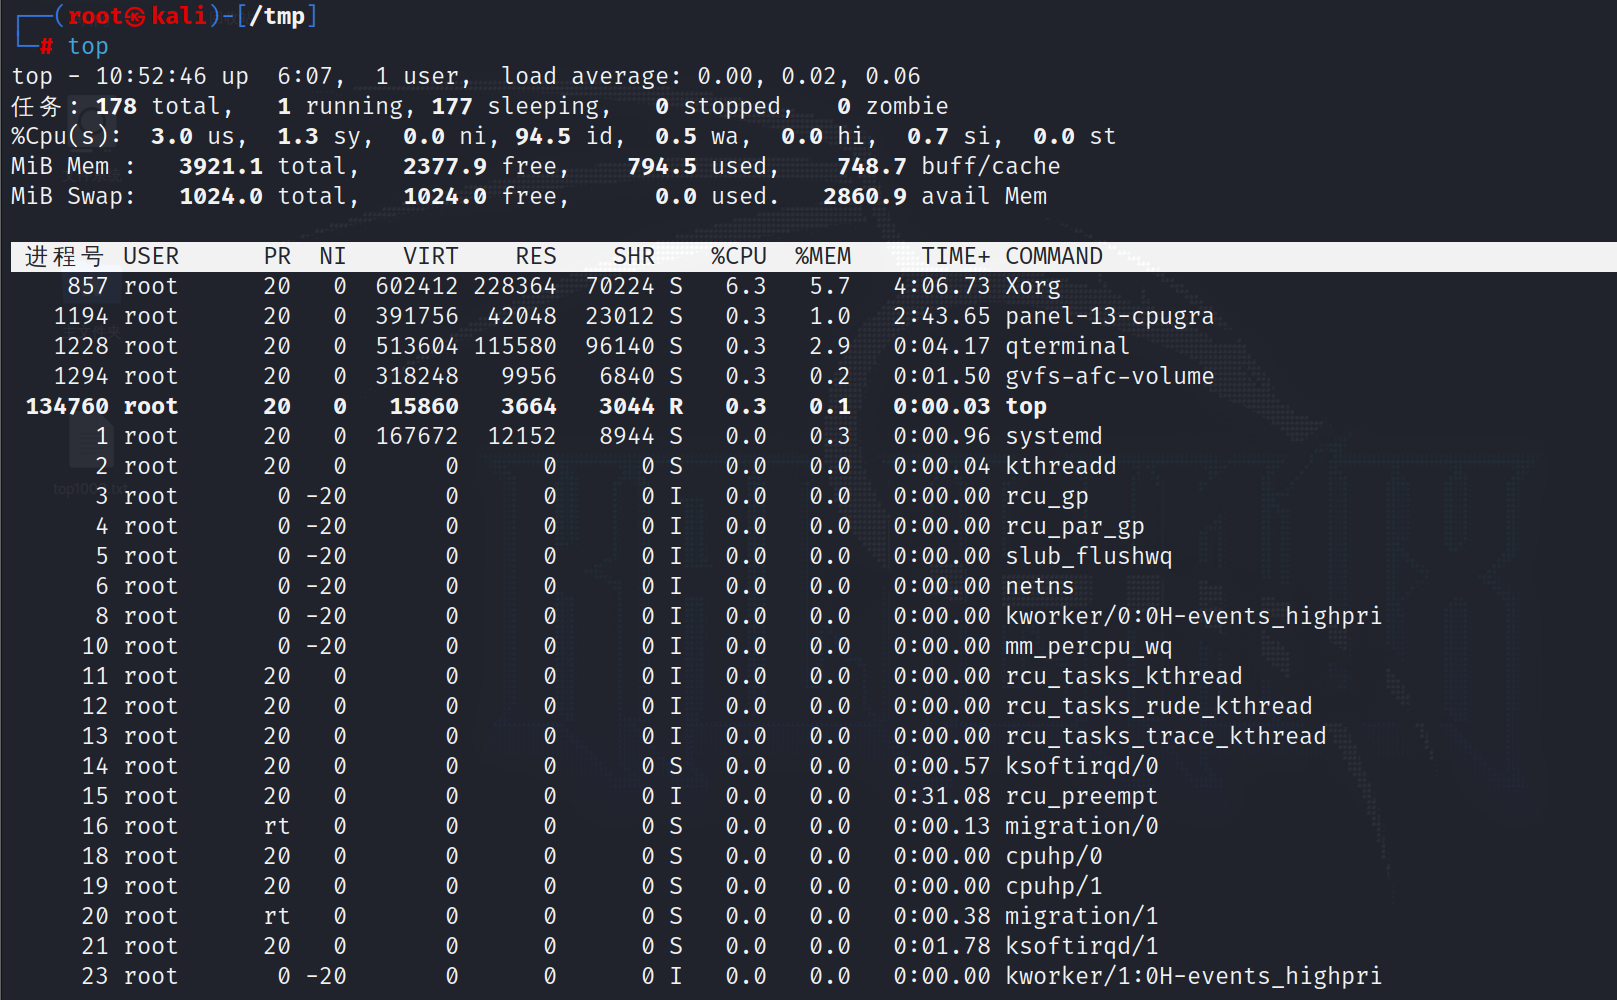 ┌──(root㉿kali)-[/tmp]
└─# top
top - 10:52:46 up  6:07,  1 user,  load average: 0.00, 0.02, 0.06
任务: 178 total,   1 running, 177 sleeping,   0 stopped,   0 zombie
%Cpu(s):  3.0 us,  1.3 sy,  0.0 ni, 94.5 id,  0.5 wa,  0.0 hi,  0.7 si,  0.0 st
MiB Mem :   3921.1 total,   2377.9 free,    794.5 used,    748.7 buff/cache
MiB Swap:   1024.0 total,   1024.0 free,      0.0 used.   2860.9 avail Mem
进程号 USER      PR  NI    VIRT    RES    SHR    %CPU  %MEM     TIME+ COMMAND
857 root      20   0  602412 228364  70224 S   6.3   5.7   4:06.73 Xorg
1194 root      20   0  391756  42048  23012 S   0.3   1.0   2:43.65 panel-13-cpugra
1228 root      20   0  513604 115580  96140 S   0.3   2.9   0:04.17 qterminal
1294 root      20   0  318248   9956   6840 S   0.3   0.2   0:01.50 gvfs-afc-volume
134760 root      20   0   15860   3664   3044 R   0.3   0.1   0:00.03 top
1 root      20   0  167672  12152   8944 S   0.0   0.3   0:00.96 systemd
2 root      20   0       0      0      0 S   0.0   0.0   0:00.04 kthreadd
3 root       0 -20       0      0      0 I   0.0   0.0   0:00.00 rcu_gp
4 root       0 -20       0      0      0 I   0.0   0.0   0:00.00 rcu_par_gp
5 root       0 -20       0      0      0 I   0.0   0.0   0:00.00 slub_flushwq
6 root       0 -20       0      0      0 I   0.0   0.0   0:00.00 netns
8 root       0 -20       0      0      0 I   0.0   0.0   0:00.00 kworker/0:0H-events_highpri
10 root       0 -20       0      0      0 I   0.0   0.0   0:00.00 mm_percpu_wq
11 root      20   0       0      0      0 I   0.0   0.0   0:00.00 rcu_tasks_kthread
12 root      20   0       0      0      0 I   0.0   0.0   0:00.00 rcu_tasks_rude_kthread
13 root      20   0       0      0      0 I   0.0   0.0   0:00.00 rcu_tasks_trace_kthread
14 root      20   0       0      0      0 S   0.0   0.0   0:00.57 ksoftirqd/0
15 root      20   0       0      0      0 I   0.0   0.0   0:31.08 rcu_preempt
16 root      rt   0       0      0      0 S   0.0   0.0   0:00.13 migration/0
18 root      20   0       0      0      0 S   0.0   0.0   0:00.00 cpuhp/0
19 root      20   0       0      0      0 S   0.0   0.0   0:00.00 cpuhp/1
20 root      rt   0       0      0      0 S   0.0   0.0   0:00.38 migration/1
21 root      20   0       0      0      0 S   0.0   0.0   0:01.78 ksoftirqd/1
23 root       0 -20       0      0      0 I   0.0   0.0   0:00.00 kworker/1:0H-events_highpri